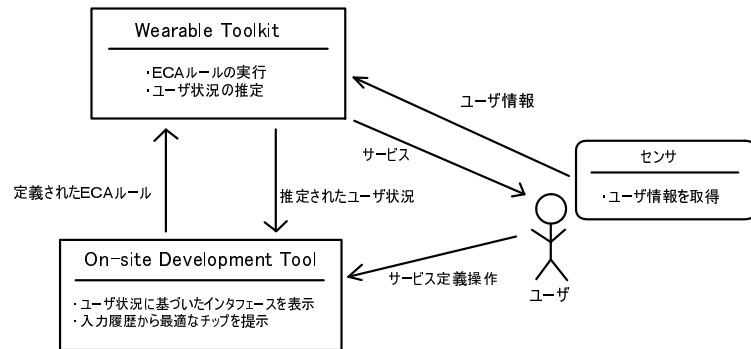 Wearable Toolkit
・ECAルールの実行
・ユーザ状況の推定
ユーザ情報
サービス
センサ
・ユーザ情報を取得
定義されたECAルール
推定されたユーザ状況
On-site Development Tool
・ユーザ状況に基づいたインタフェースを表示
・入力履歴から最適なチップを提示
サービス定義操作
ユーザ